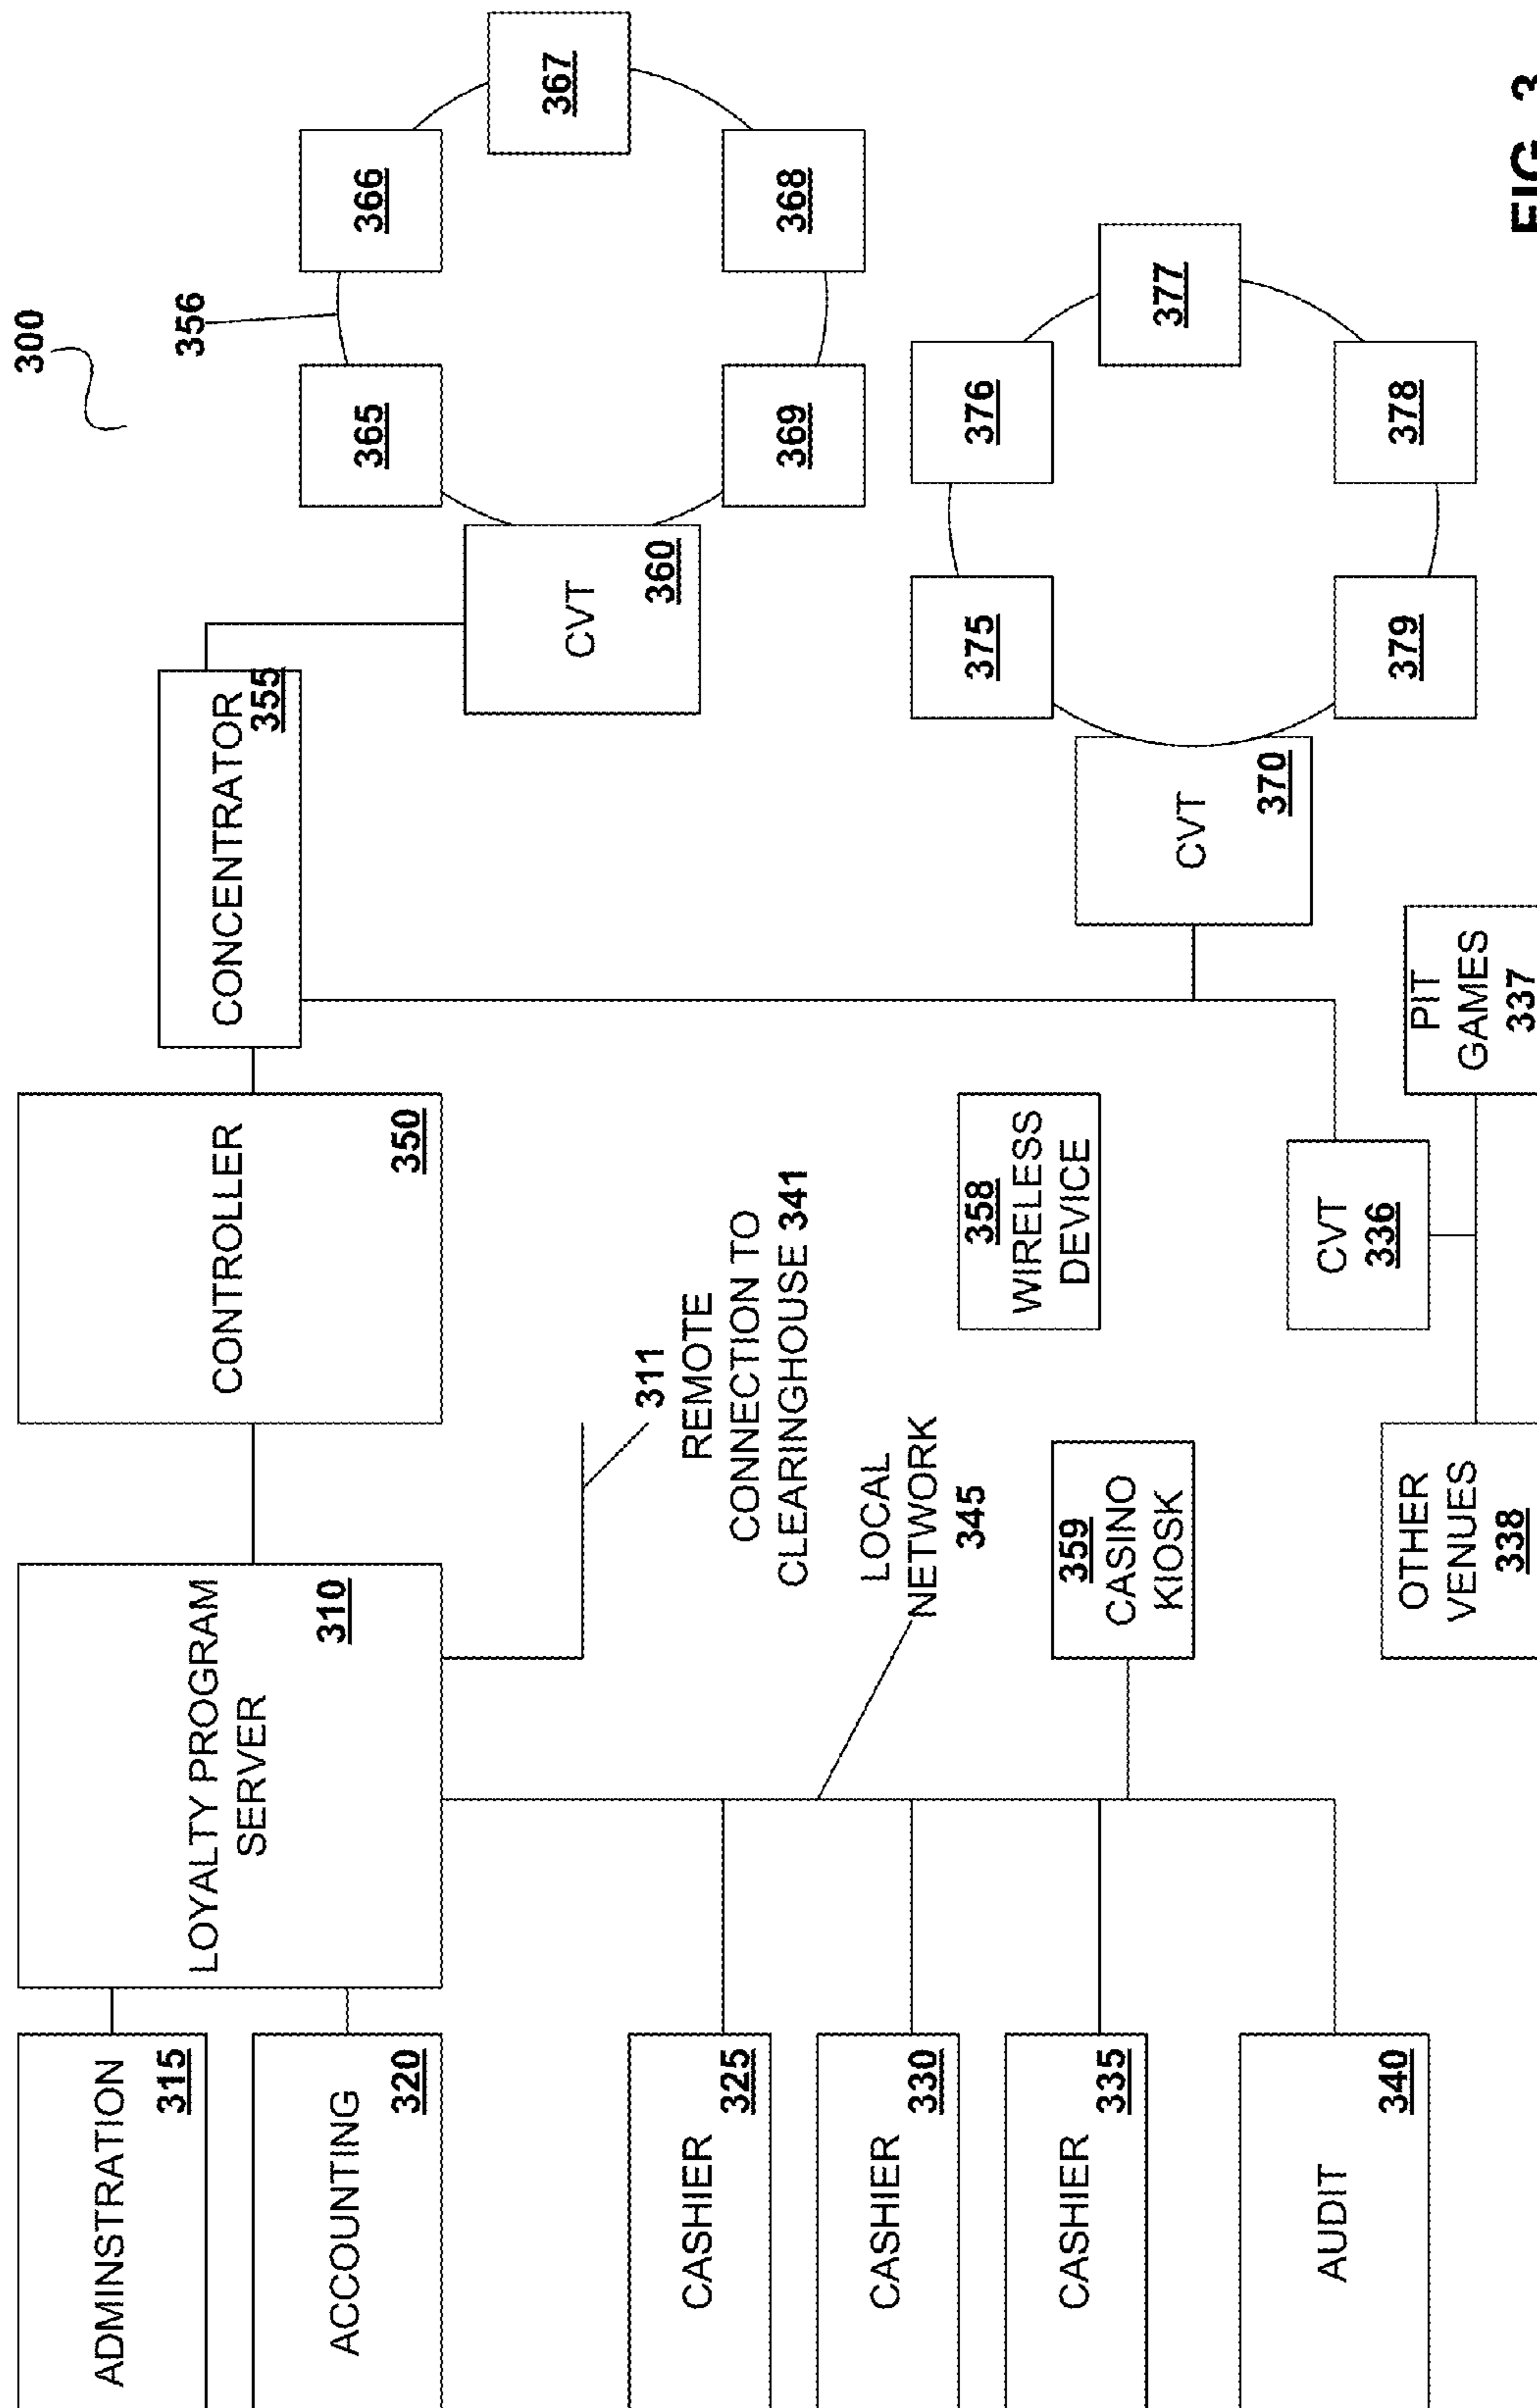 300
ADMINSTRATION
315
LOYALTY PROGRAM
SERVER
310
CONTROLLER
350
CONCENTRATOR
355
356
365
366
367
368
369
CVT
360
ACCOUNTING
320
311
REMOTE
CONNECTION TO
CLEARINGHOUSE 341
CASHIER
325
CASHIER
330
CASHIER
335
LOCAL
NETWORK
345
359
CASINO
KIOSK
358
WIRELESS
DEVICE
CVT
370
375
376
377
378
379
AUDIT
340
CVT
336
OTHER
VENUES
338
PIT
GAMES
337
FIG. 3